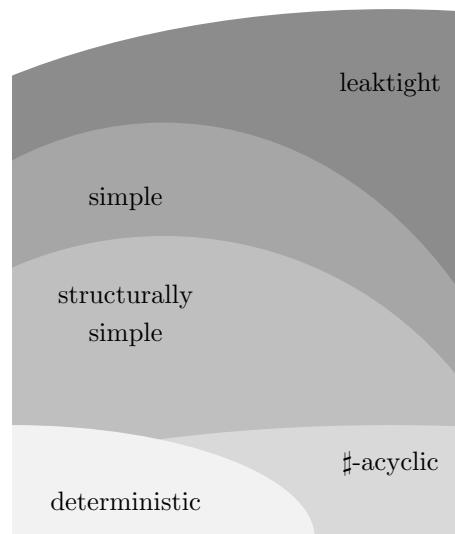 leaktight
simple
structurally
simple
♯-acyclic
deterministic